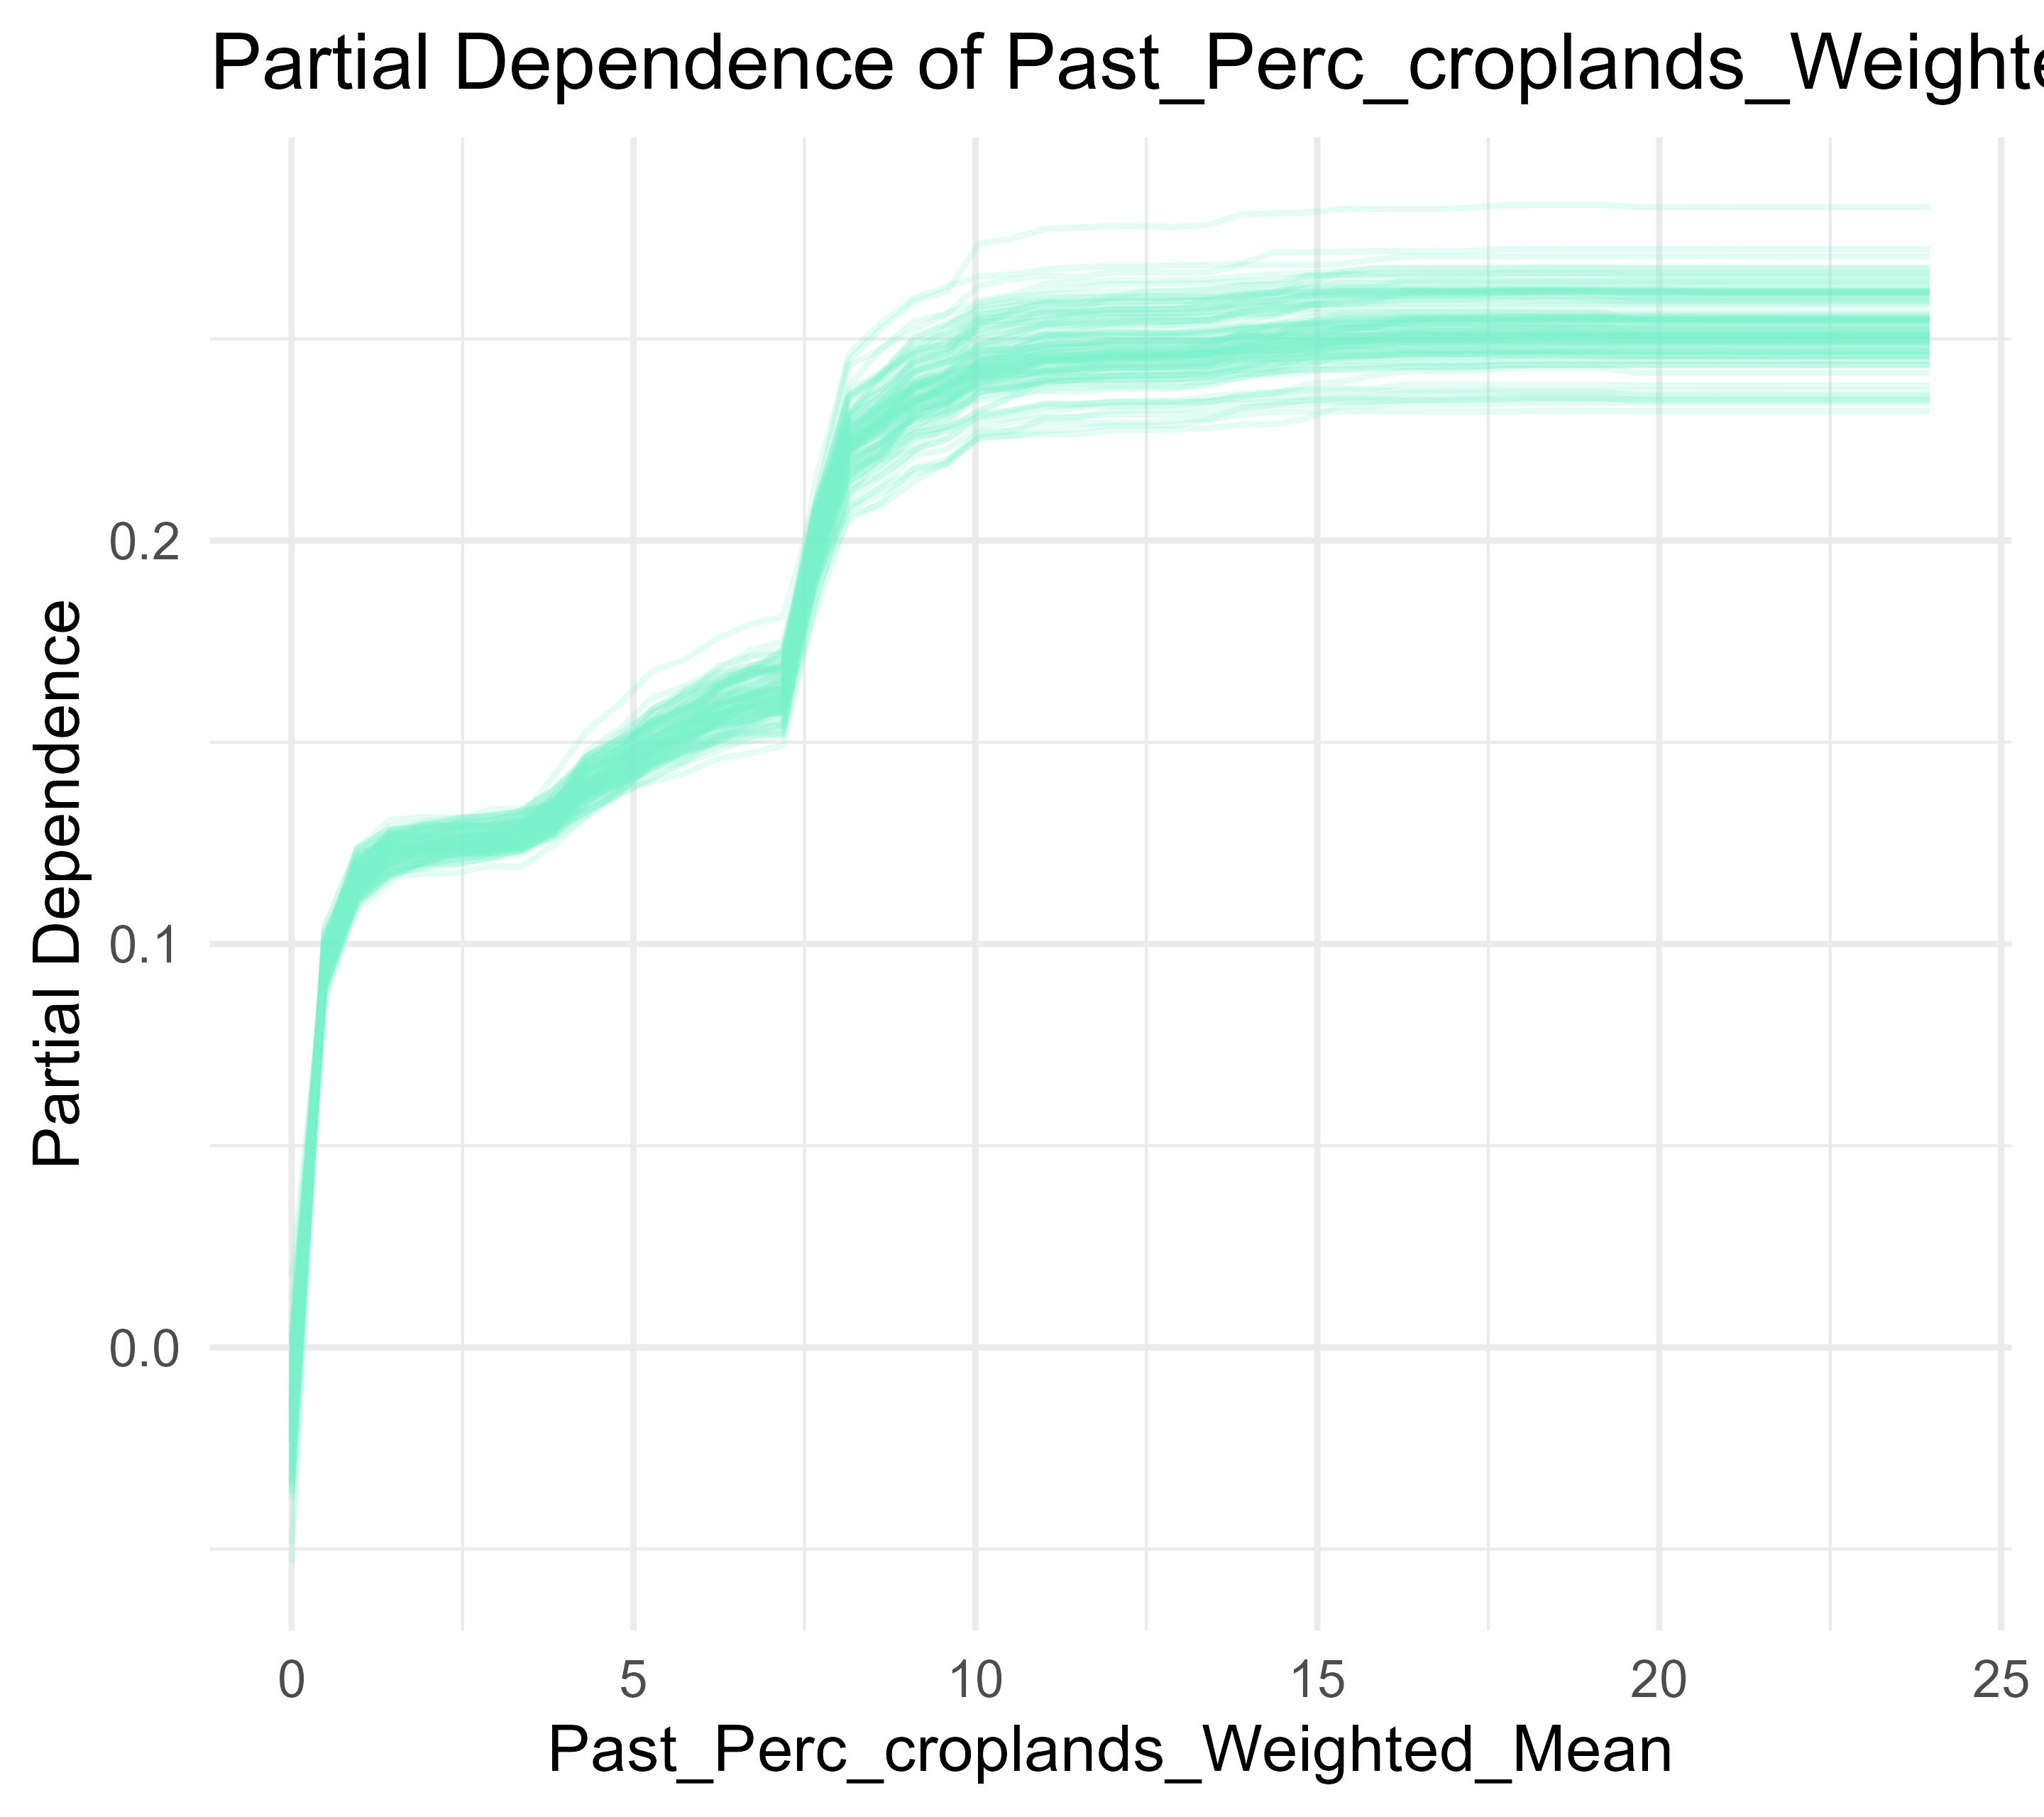 Partial Dependence of Past_Perc_croplands_Weighte
Partial Dependence
0.2
0.1
0.0
0 5 10 15 20 25
Past_Perc_croplands_Weighted_Mean